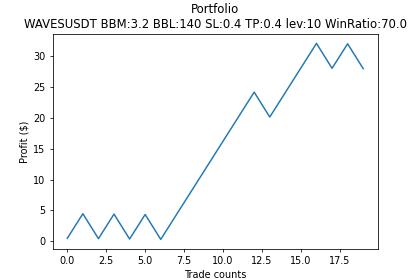 Portfolio
WAVESUSDT BBM:3.2 BBL:140 SL:0.4 TP:0.4 lev:10 WinRatio:70.0
30
25
20
15
10
5
0
Profit ($)
0.0 2.5 5.0 7.5 10.0 12.5 15.0 17.5
Trade counts